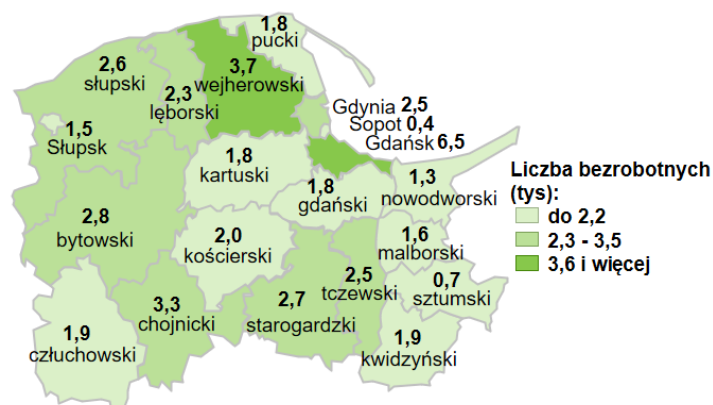 1,8
pucki
2,6
słupski
3,7
wejherowski
2,3
lęborski
Gdynia 2,5
Sopot 0,4
Gdańsk 6,5
1,5
Słupsk
1,8
kartuski
1,8
gdański
1,3
nowodworski
2,8
bytowski
2,0
kościerski
1,6
malborski
0,7
sztumski
3,3
chojnicki
2,7
starogardzki
2,5
tczewski
1,9
człuchowski
1,9
kwidzyński
Liczba bezrobotnych
(tys):
do 2,2
2,3 - 3,5
3,6 i więcej